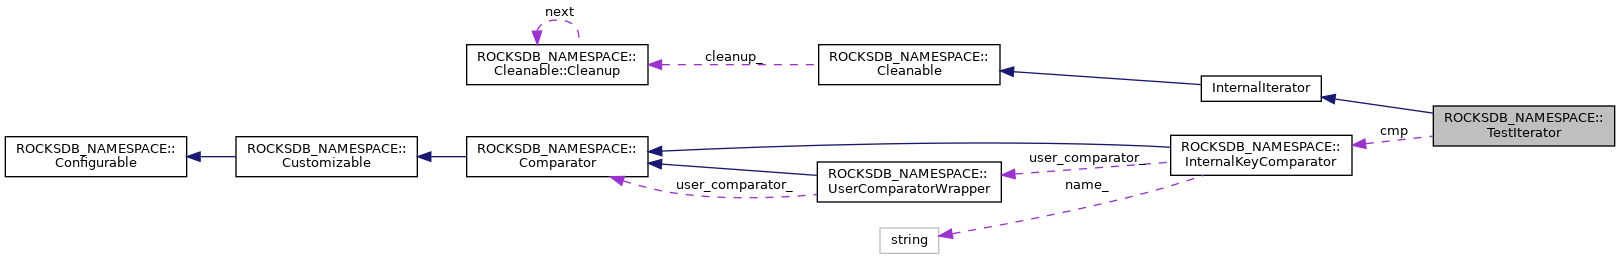 next
ROCKSDB_NAMESPACE::
Cleanable::Cleanup
cleanup_
ROCKSDB_NAMESPACE::
Cleanable
InternalIterator
ROCKSDB_NAMESPACE::
TestIterator
cmp
ROCKSDB_NAMESPACE::
Configurable
ROCKSDB_NAMESPACE::
Customizable
ROCKSDB_NAMESPACE::
Comparator
user_comparator_
ROCKSDB_NAMESPACE::
UserComparatorWrapper
user_comparator_
ROCKSDB_NAMESPACE::
InternalKeyComparator
name_
string